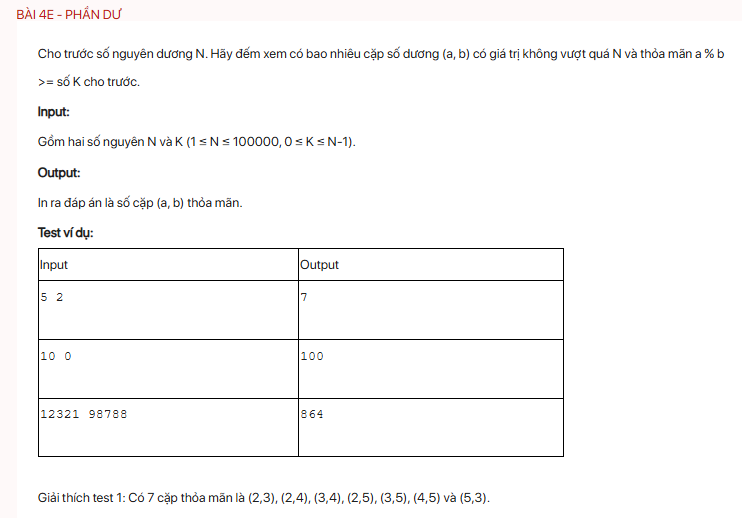 BÀI 4E - PHẦN DƯ
Cho trước số nguyên dương N. Hãy đếm xem có bao nhiêu cặp số dương (a, b) có giá trị không vượt quá N và thỏa mãn a % b
>= số K cho trước.
Input:
Gồm hai số nguyên N và K (1 ≤ N ≤ 100000, 0 ≤ K ≤ N-1).
Output:
In ra đáp án là số cặp (a, b) thỏa mãn.
Test ví dụ:
Input Output
5 2 7
10 0 100
12321 98788 864
Giải thích test 1: Có 7 cặp thỏa mãn là (2,3), (2,4), (3,4), (2,5), (3,5), (4,5) và (5,3).